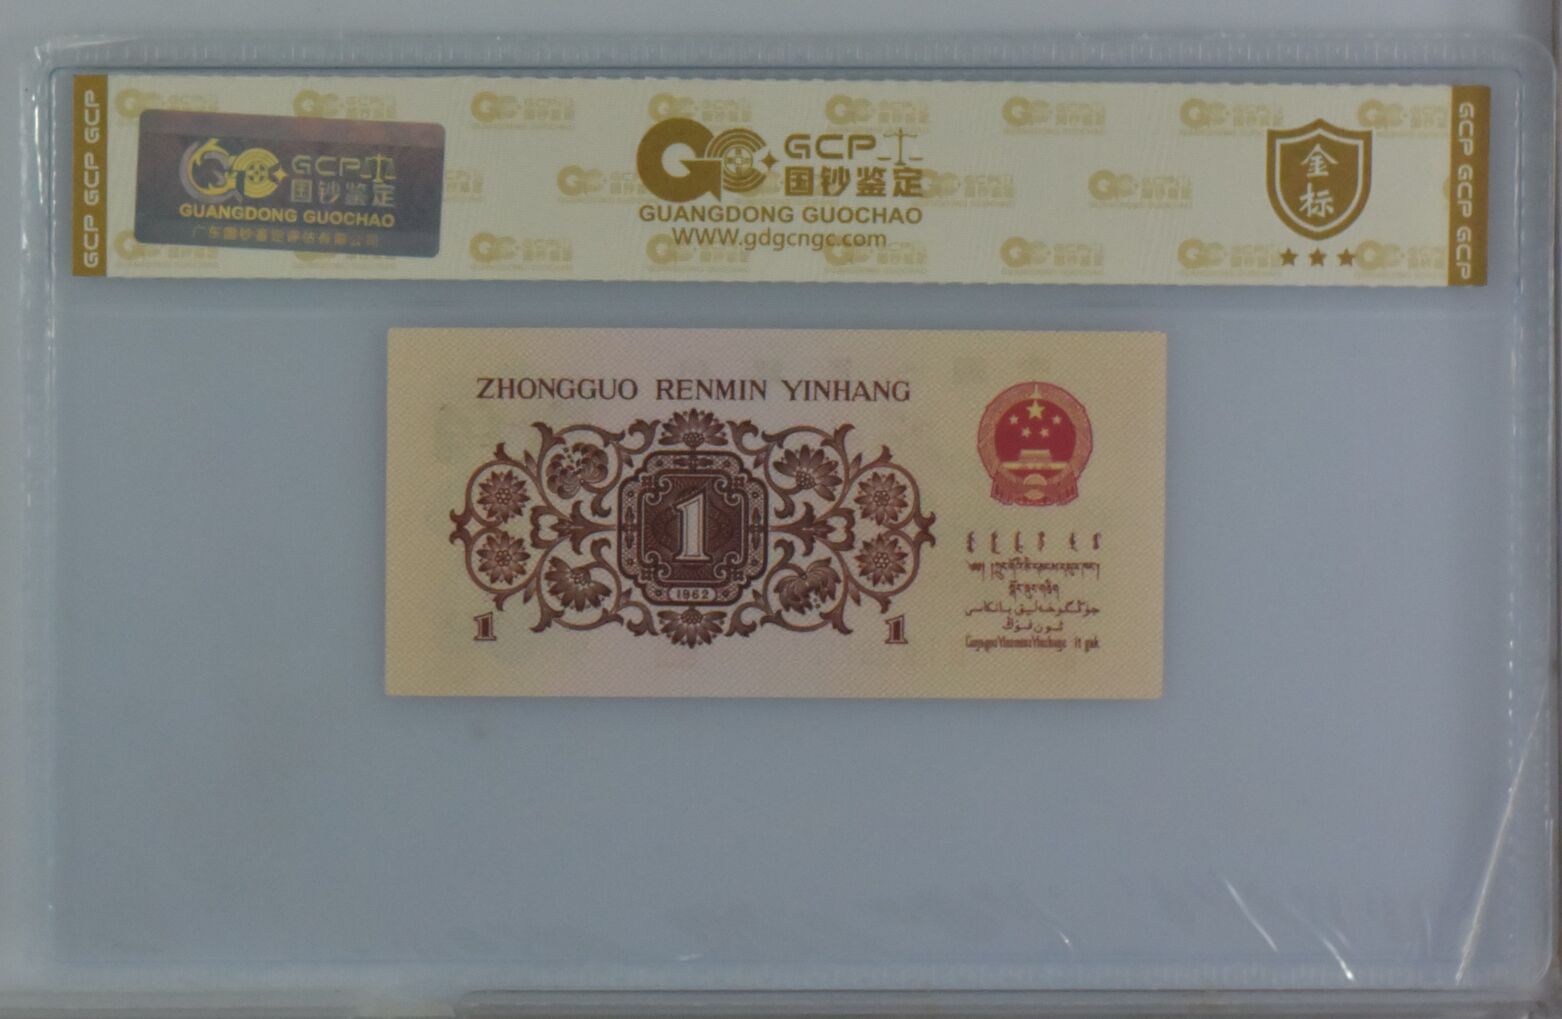 GCP GCP GCP
GCP 国钞鉴定
GUANGDONG GUOCHAO
广东国钞鉴定评估有限公司
GCP
国钞鉴定
GUANGDONG GUOCHAO
WWW.gdgcngc.com
金标
GCP GCP GCP
ZHONGGUO RENMIN YINHANG
1
1962
1
1
جۇڭگوخەلىق بانكاسى